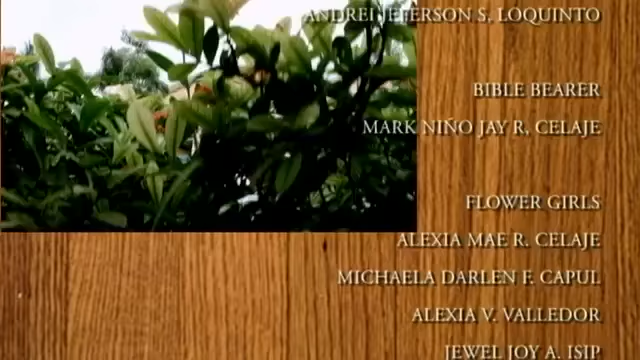 ANDREI JEFERSON S. LOQUINTO
BIBLE BEARER
MARK NIÑO JAY R. CELAJE
FLOWER GIRLS
ALEXIA MAE R. CELAJE
MICHAELA DARLEN F. CAPUL
ALEXIA V. VALLEDOR
JEWEL JOY A. ISIP